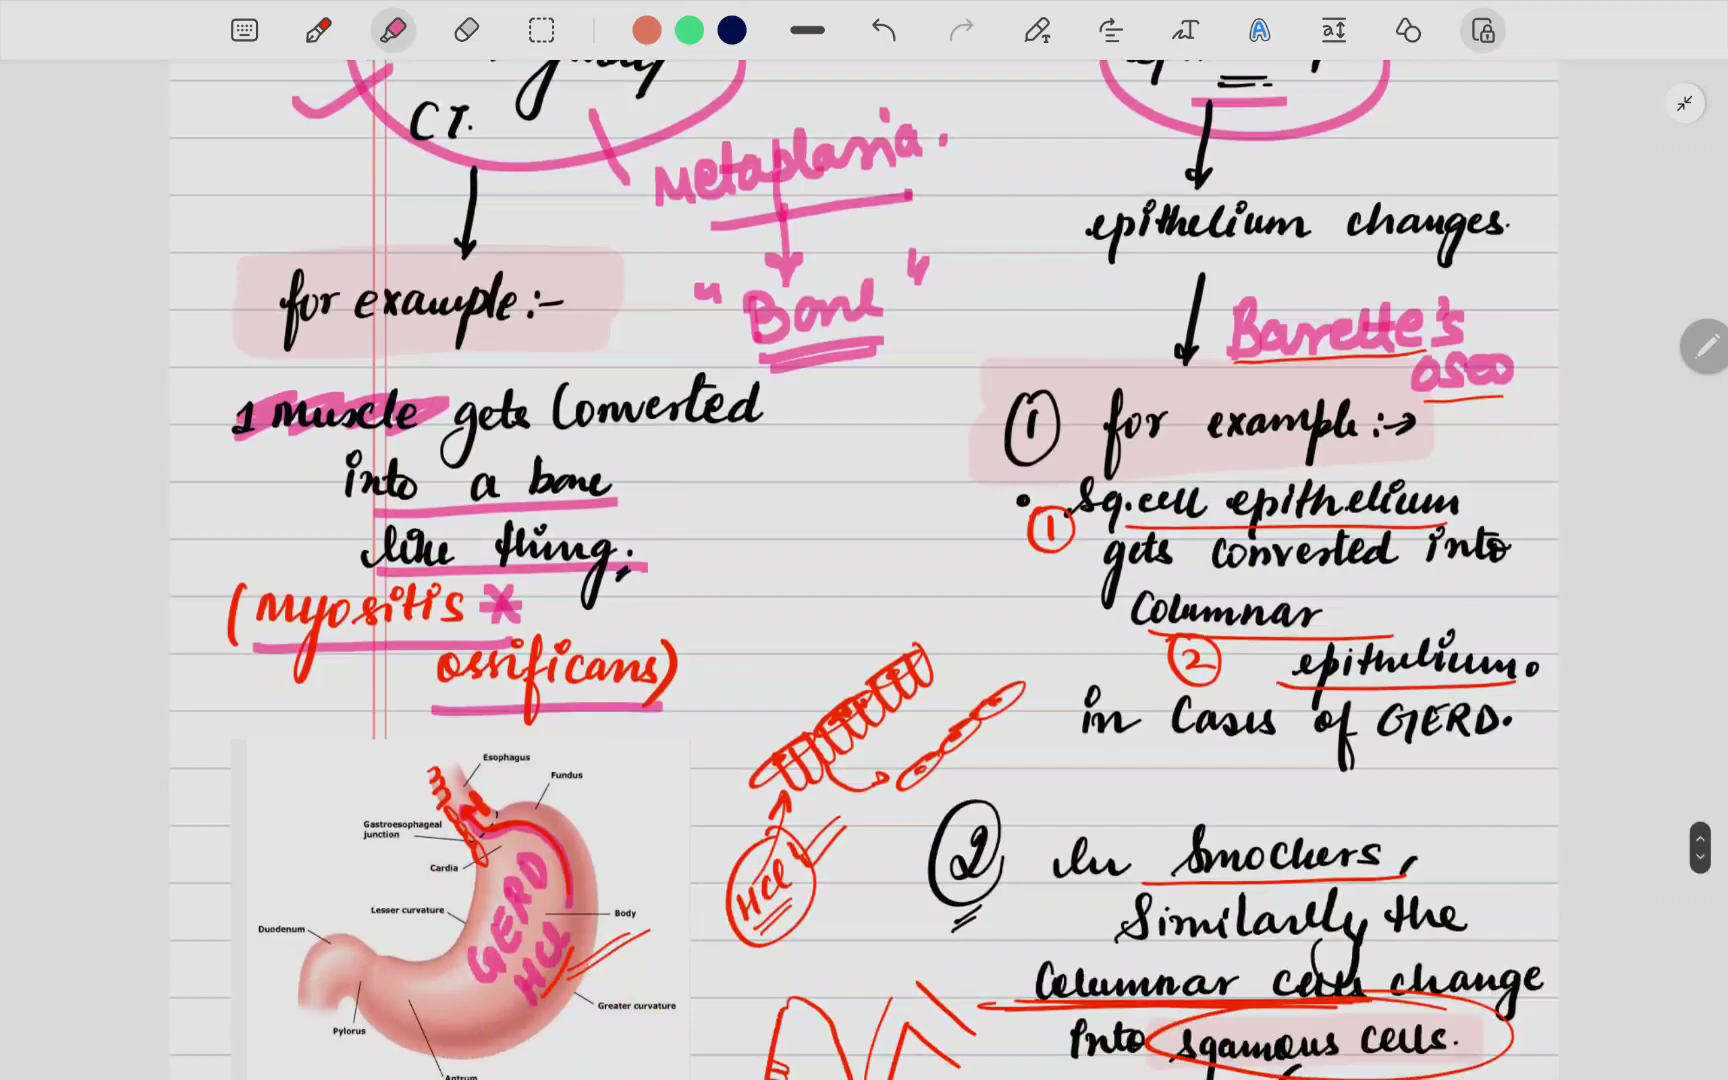 CT.
Metaplasia.
"Bone"
for example:-
1 Muscle gets Converted
into a bone
like thing.
(myositis
ossificans)
epithelium changes.
Barette's
oseo
① for example:→
• Sq. cell epithelium
① gets converted into
Columnar
② epithelium.
in Cases of GERD.
HCl
② In Smockers,
Similarly the
Columnar cells change
into sqamous cells.
Esophagus
Fundus
Gastroesophageal
junction
Cardia
Lesser curvature
Duodenum
Body
GERD
HCl
Greater curvature
Pylorus
Antrum